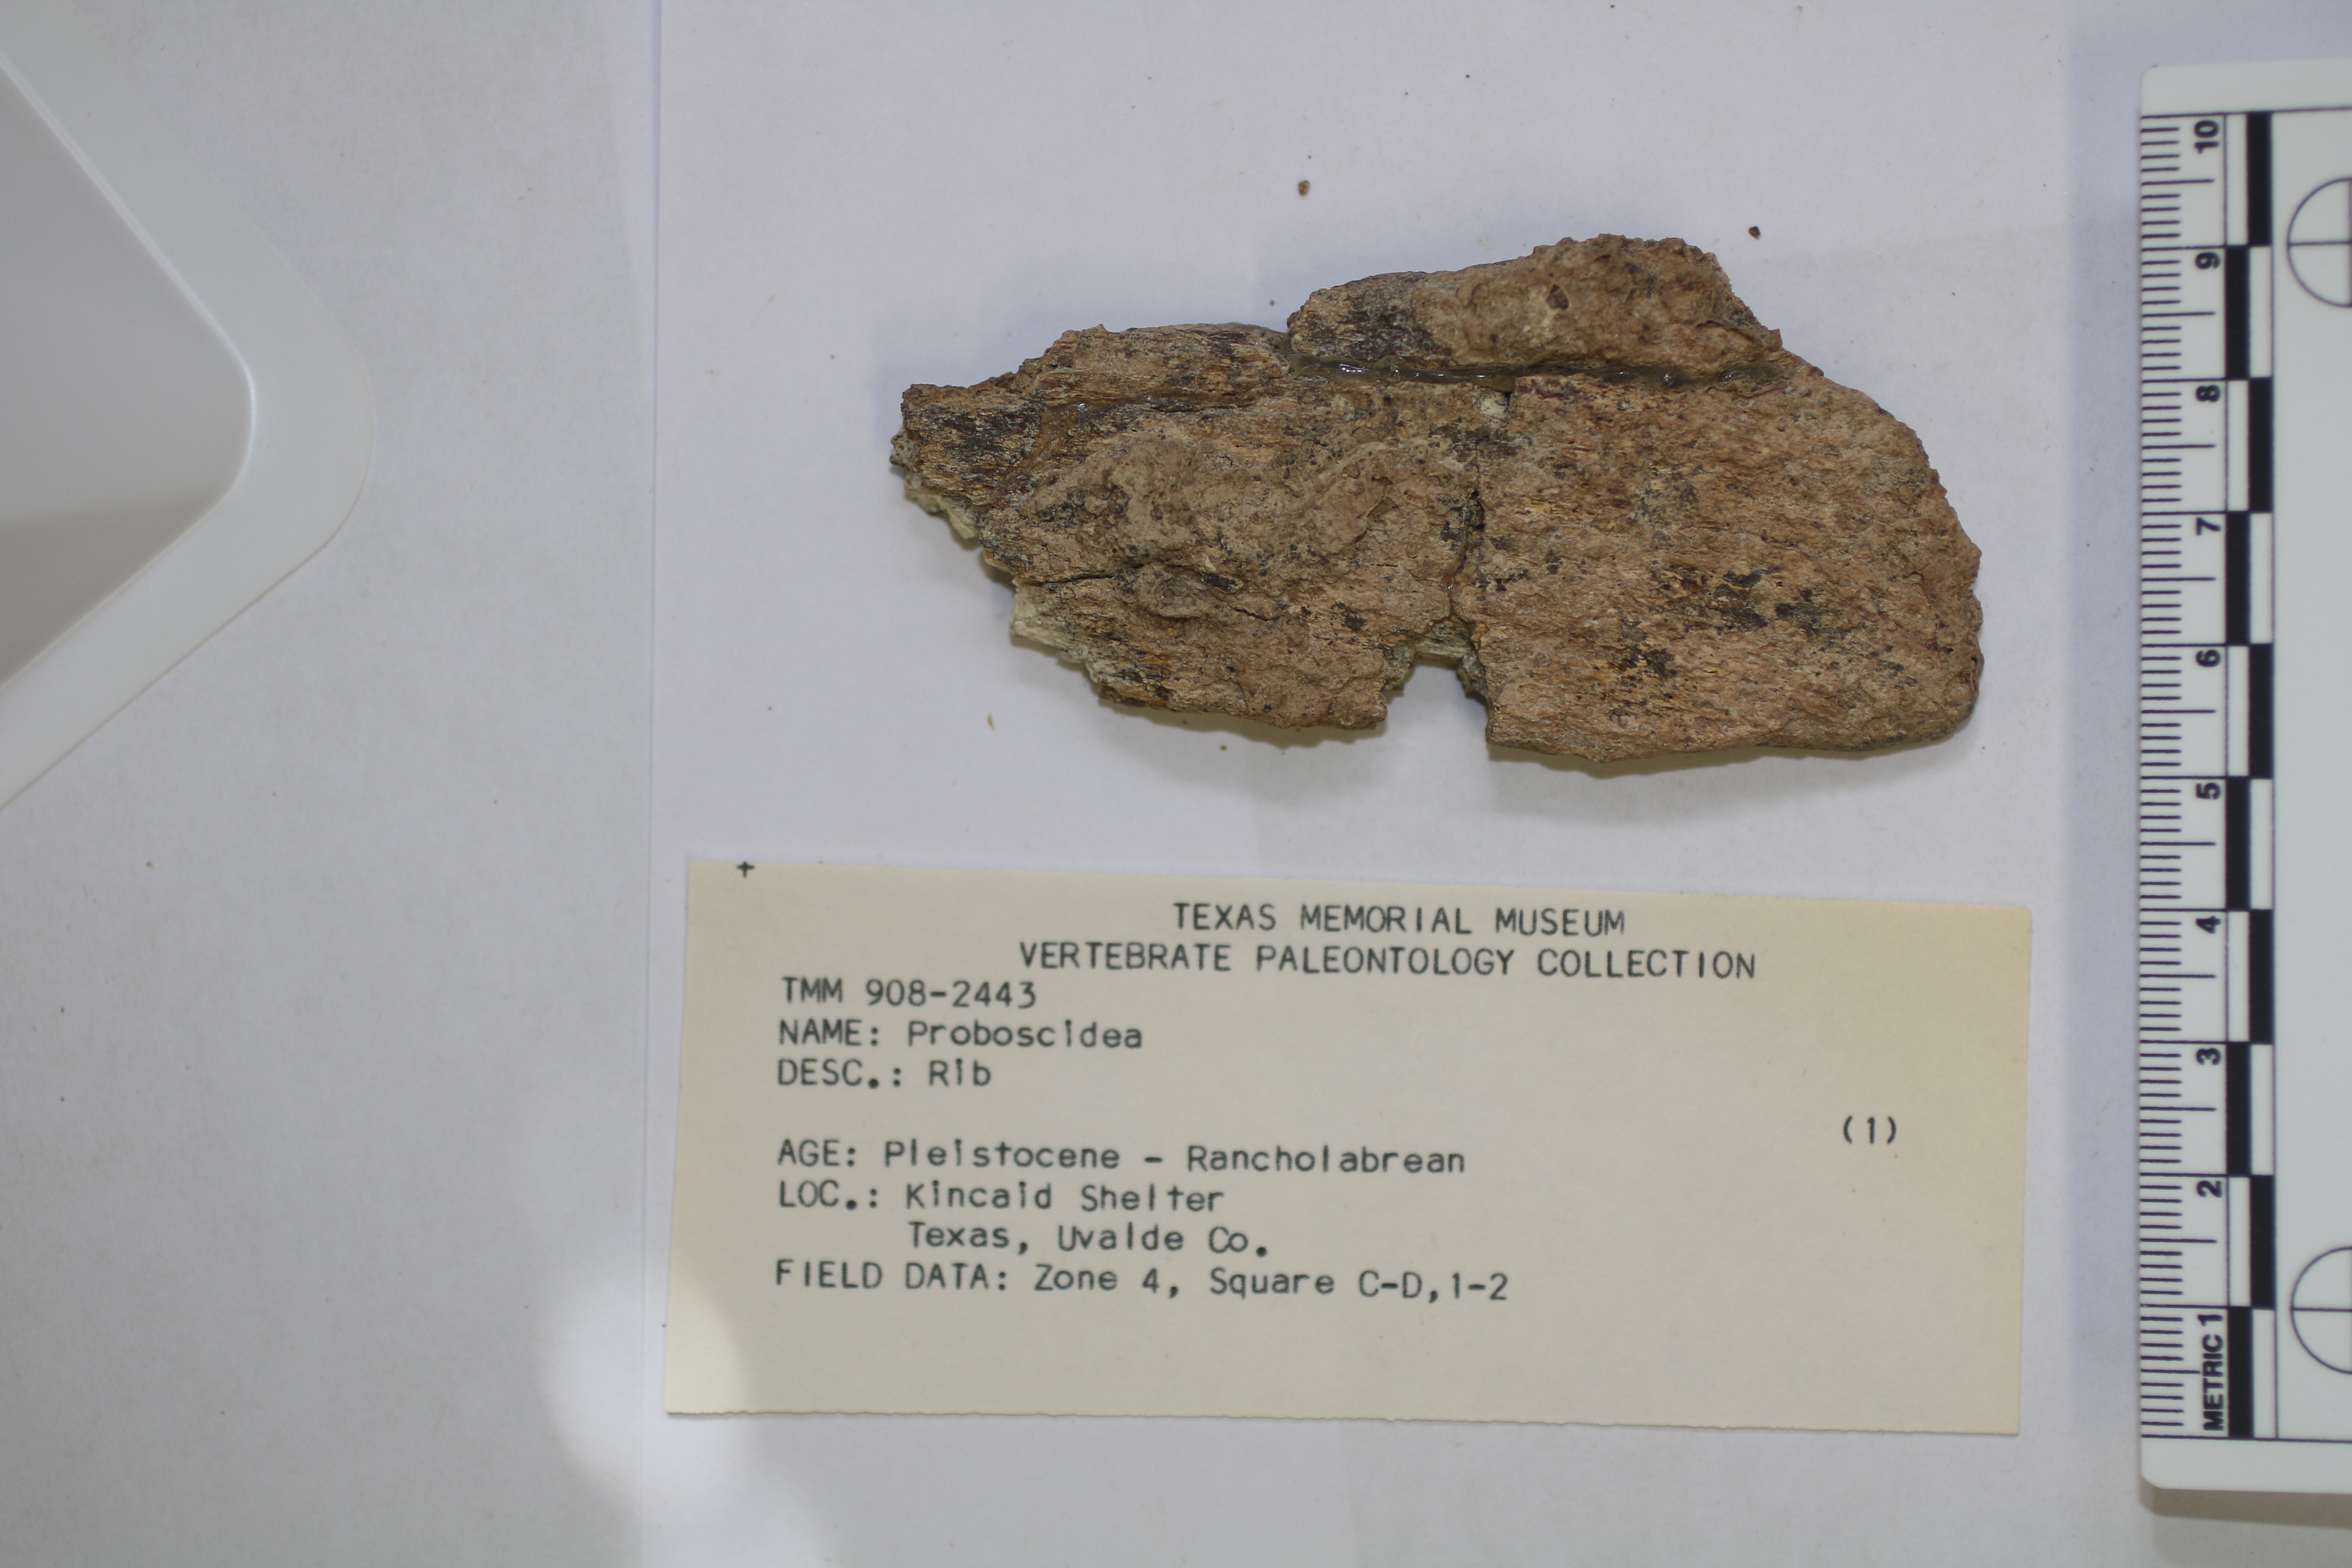 +
TEXAS MEMORIAL MUSEUM
VERTEBRATE PALEONTOLOGY COLLECTION
TMM 908-2443
NAME: Proboscidea
DESC.: Rib
(1)
AGE: Pleistocene - Rancholabrean
LOC.: Kincaid Shelter
Texas, Uvalde Co.
FIELD DATA: Zone 4, Square C-D,1-2
METRIC 1 2 3 4 5 6 7 8 9 10